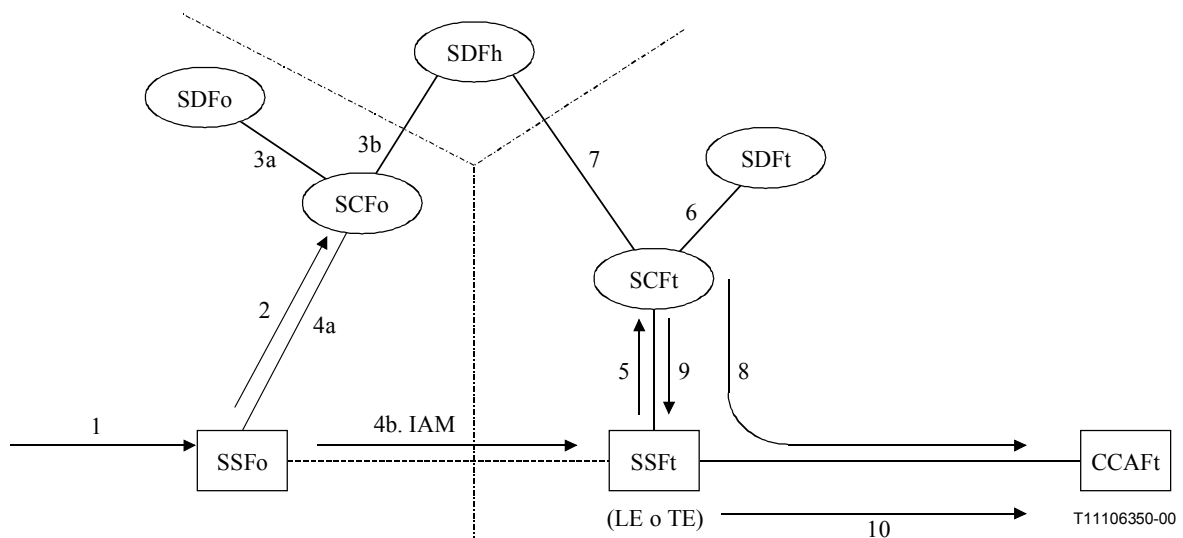 SDFh
SDFo
3a
3b
7
SDFt
SCFo
6
SCFt
2
4a
5
9
8
1
4b. IAM
SSFo
SSFt
CCAFt
(LE o TE)
10
T11106350-00